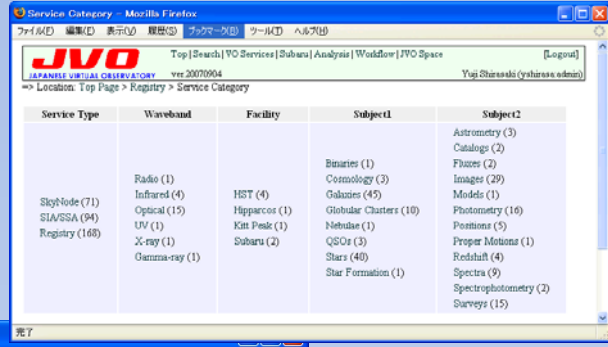 Service Category - Mozilla Firefox
ファイル(F) 編集(E) 表示(V) 履歴(S) ブックマーク(B) ツール(T) ヘルプ(H)
JVO
JAPANESE VIRTUAL OBSERVATORY
Top | Search | VO Services | Subaru | Analysis | Workflow | JVO Space [Logout]
ver.20070904 Yuji Shirasaki (yshirasa:admin)
=> Location: Top Page > Registry > Service Category
Service Type Waveband Facility Subject1 Subject2
SkyNode (71)
SIA/SSA (94)
Registry (168)
Radio (1)
Infrared (4)
Optical (15)
UV (1)
X-ray (1)
Gamma-ray (1)
HST (4)
Hipparcos (1)
Kitt Peak (1)
Subaru (2)
Binaries (1)
Cosmology (3)
Galaxies (45)
Globular Clusters (10)
Nebulae (1)
QSOs (3)
Stars (40)
Star Formation (1)
Astrometry (3)
Catalogs (2)
Fluxes (2)
Images (29)
Models (1)
Photometry (16)
Positions (5)
Proper Motions (1)
Redshift (4)
Spectra (9)
Spectrophotometry (2)
Surveys (15)
完了